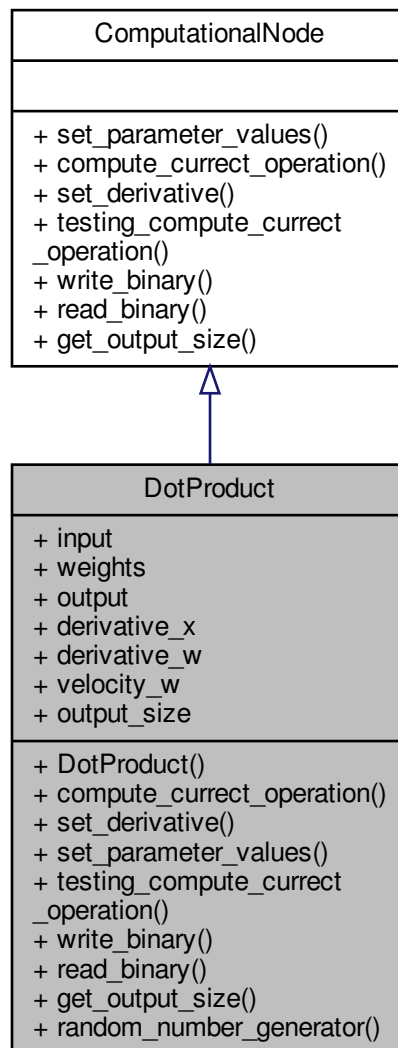 ComputationalNode
+ set_parameter_values()
+ compute_currect_operation()
+ set_derivative()
+ testing_compute_currect
_operation()
+ write_binary()
+ read_binary()
+ get_output_size()
DotProduct
+ input
+ weights
+ output
+ derivative_x
+ derivative_w
+ velocity_w
+ output_size
+ DotProduct()
+ compute_currect_operation()
+ set_derivative()
+ set_parameter_values()
+ testing_compute_currect
_operation()
+ write_binary()
+ read_binary()
+ get_output_size()
+ random_number_generator()